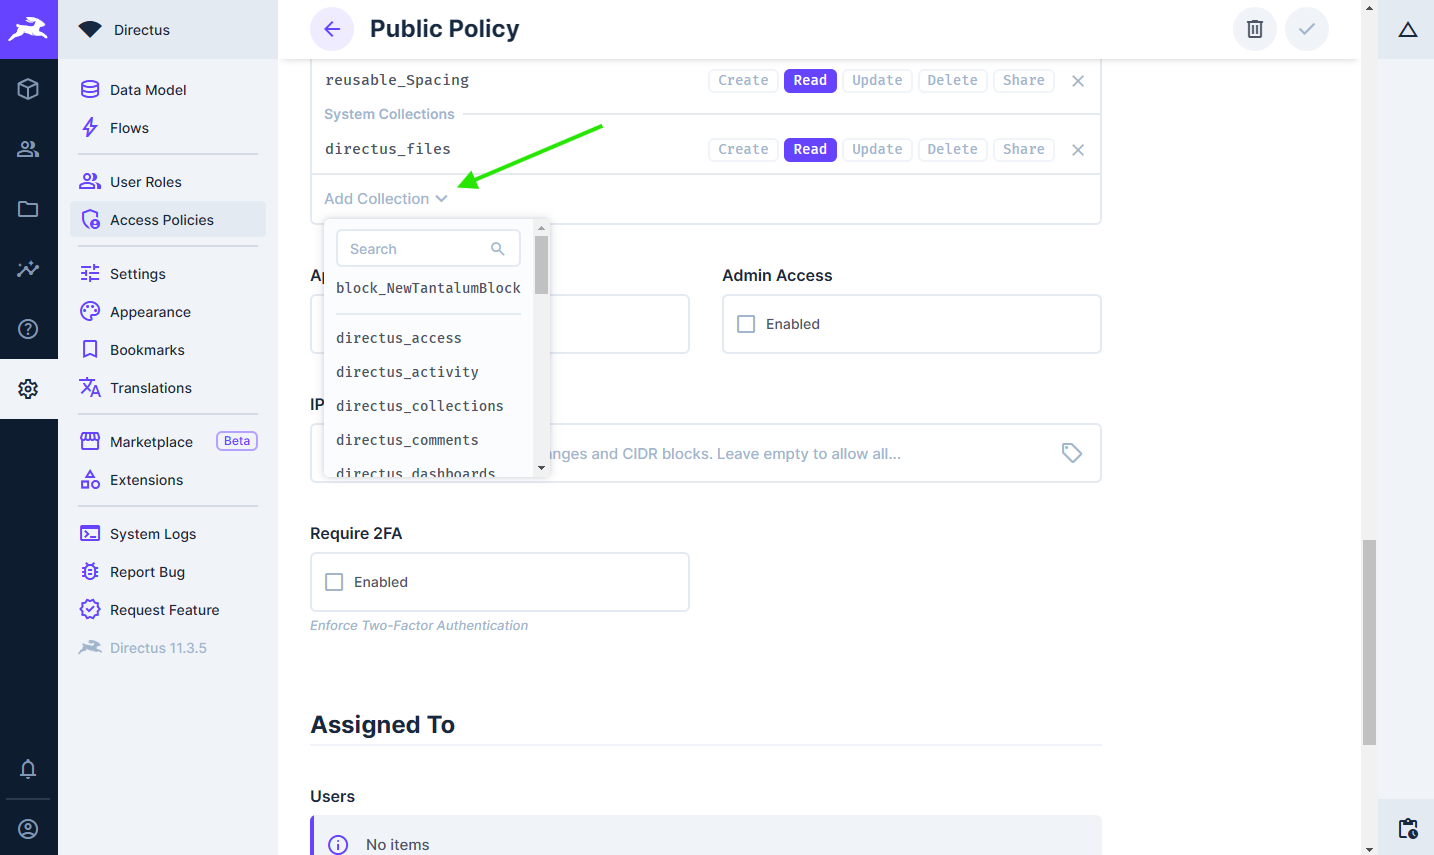 Directus
Public Policy
Data Model
Flows
User Roles
Access Policies
Settings
Appearance
Bookmarks
Translations
Marketplace Beta
Extensions
System Logs
Report Bug
Request Feature
Directus 11.3.5
reusable_Spacing Create Read Update Delete Share
System Collections
directus_files Create Read Update Delete Share
Add Collection
Search
block_NewTantalumBlock
directus_access
directus_activity
directus_collections
directus_comments
directus_dashboards
Admin Access
Enabled
IP
and CIDR blocks. Leave empty to allow all...
Require 2FA
Enabled
Enforce Two-Factor Authentication
Assigned To
Users
No items